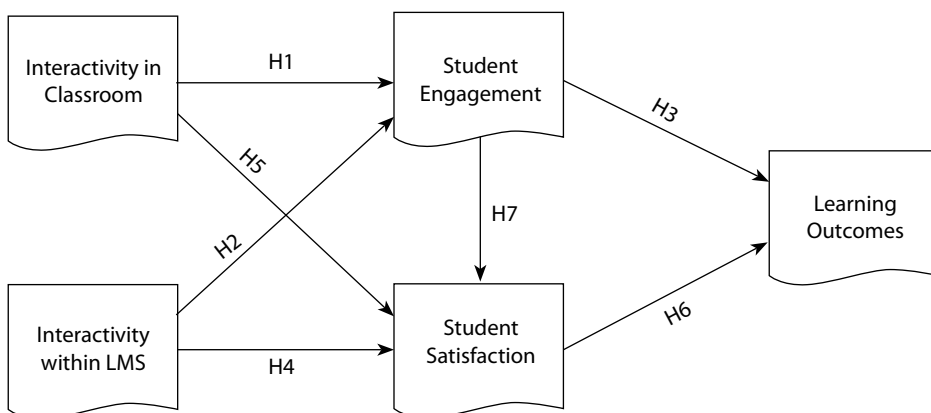 Interactivity in
Classroom
H1
Student
Engagement
H3
H5
H2
H7
Learning
Outcomes
Interactivity
within LMS
H4
Student
Satisfaction
H6